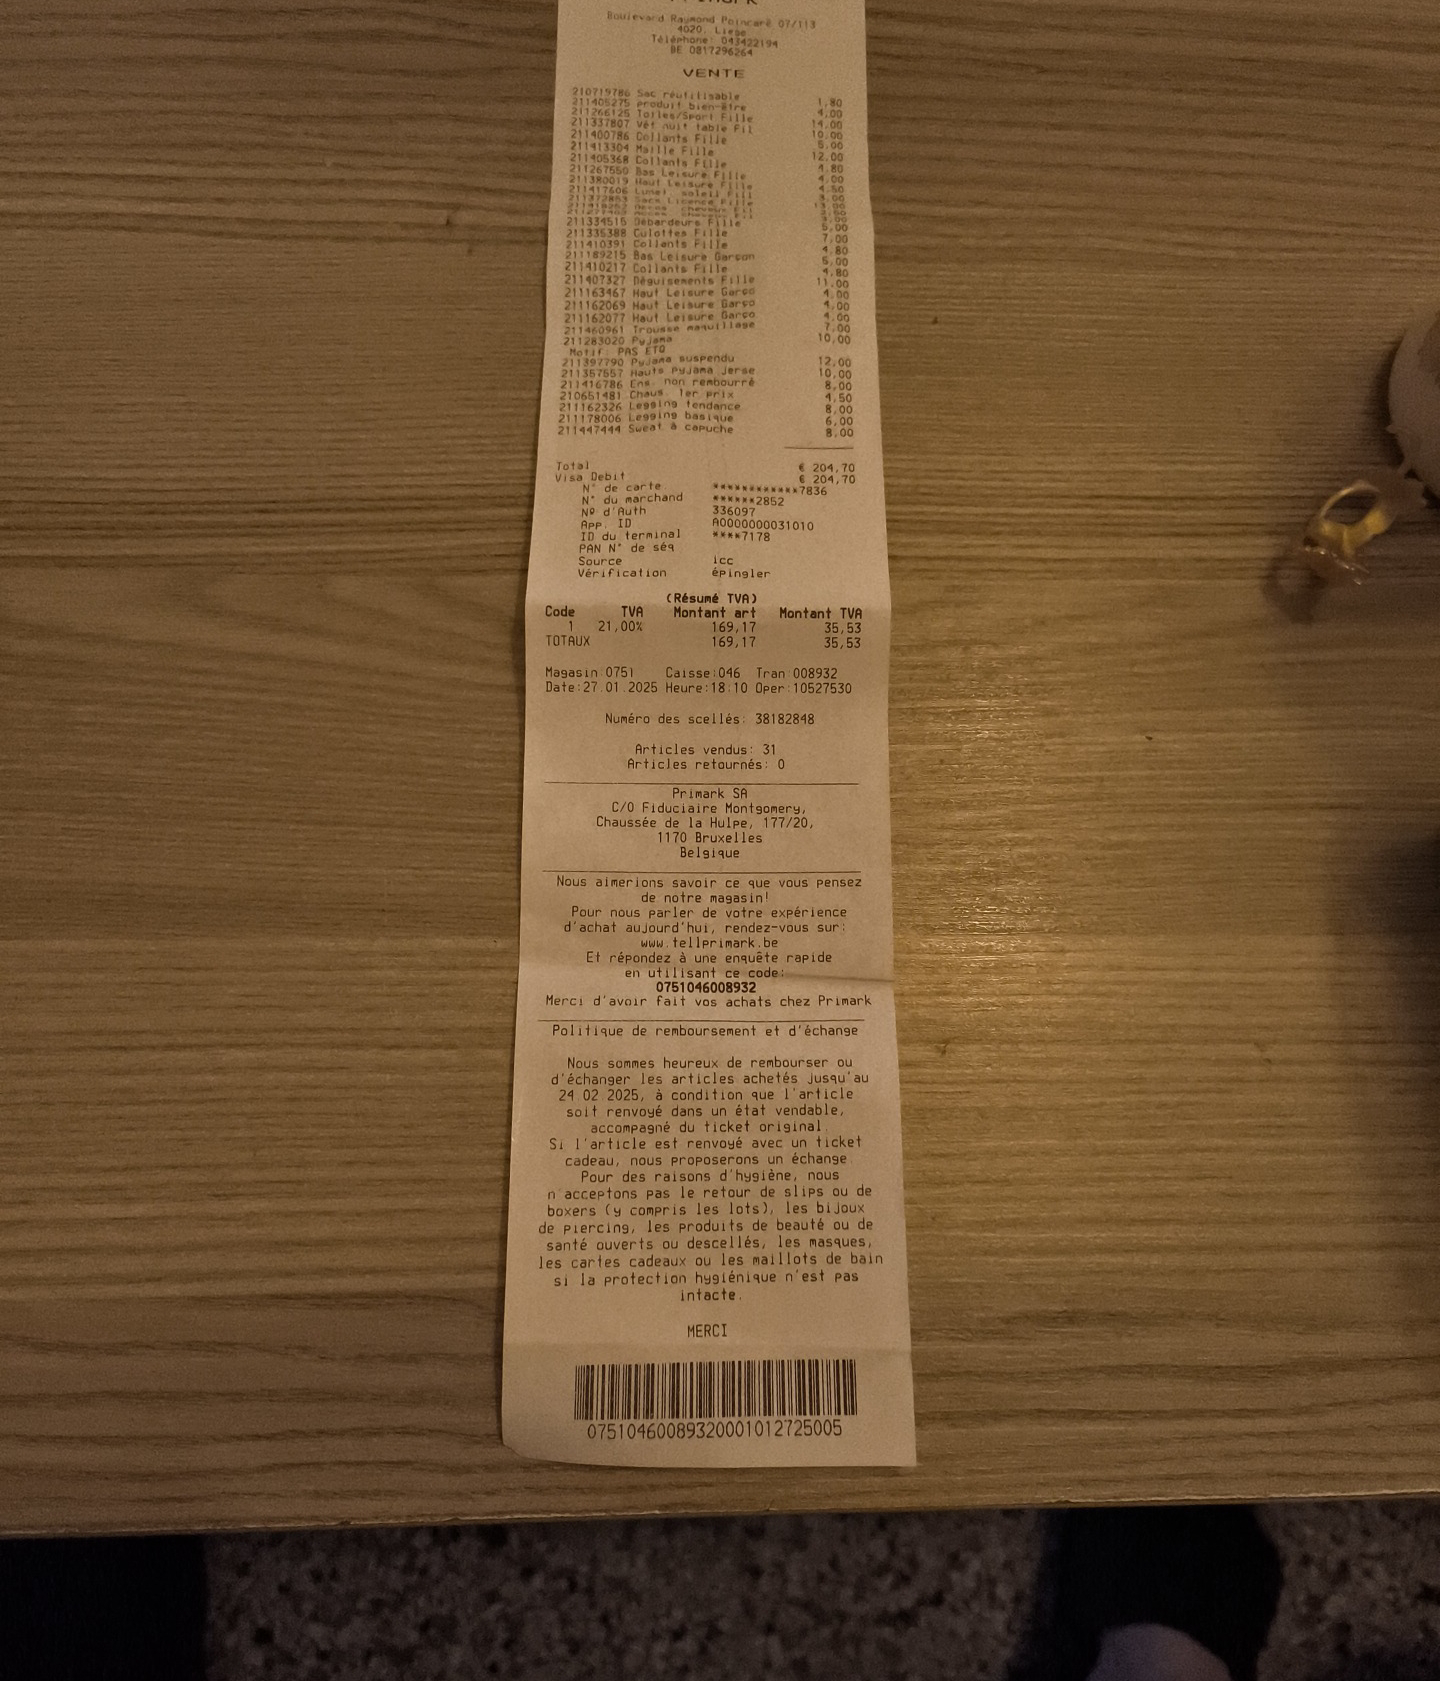 Boulevard Raymond Poincaré 07/113
4020, Liège
Téléphone: 043422194
BE 0817296264
VENTE
210719786 Sac réutilisable 1,80
211405275 produit bien-être 4,00
211266125 Toiles/Sport Fille 14,00
211337807 Vêt nuit table Fil 10,00
211400786 Collants Fille 5,00
211413304 Maille Fille 12,00
211405368 Collants Fille 4,80
211267550 Bas Leisure Fille 4,00
211380019 Haut Leisure Fille 4,50
211417606 Lunet. soleil Fill 3,00
Sacs Licence Fille
211334515 Débardeurs Fille 5,00
211335388 Culottes Fille 7,00
211410391 Collants Fille 4,80
211189215 Bas Leisure Garçon 5,00
211410217 Collants Fille 4,80
211407327 Déguisements Fille 11,00
211163467 Haut Leisure Garço 4,00
211162069 Haut Leisure Garço 4,00
211162077 Haut Leisure Garço 4,00
211460961 Trousse maquillage 7,00
211283020 Pyjama 10,00
Motif: PAS ETQ
211397790 Pyjama suspendu 12,00
211357557 Hauts Pyjama Jerse 10,00
211416786 Ens. non rembourré 8,00
210651481 Chaus. 1er prix 4,50
211162326 Legging tendance 8,00
211178006 Legging basique 6,00
211447444 Sweat à capuche 8,00
Total € 204,70
Visa Debit € 204,70
N° de carte ************7836
N° du marchand ******2852
Nº d'Auth 336097
App. ID A0000000031010
ID du terminal ****7178
PAN N° de séq
Source icc
Vérification épingler
(Résumé TVA)
Code TVA Montant art Montant TVA
1 21,00% 169,17 35,53
TOTAUX 169,17 35,53
Magasin:0751 Caisse:046 Tran:008932
Date:27.01.2025 Heure:18:10 Oper:10527530
Numéro des scellés: 38182848
Articles vendus: 31
Articles retournés: 0
Primark SA
C/O Fiduciaire Montgomery,
Chaussée de la Hulpe, 177/20,
1170 Bruxelles
Belgique
Nous aimerions savoir ce que vous pensez
de notre magasin!
Pour nous parler de votre expérience
d'achat aujourd'hui, rendez-vous sur:
www.tellprimark.be
Et répondez à une enquête rapide
en utilisant ce code:
0751046008932
Merci d'avoir fait vos achats chez Primark
Politique de remboursement et d'échange
Nous sommes heureux de rembourser ou
d'échanger les articles achetés jusqu'au
24.02.2025, à condition que l'article
soit renvoyé dans un état vendable,
accompagné du ticket original.
Si l'article est renvoyé avec un ticket
cadeau, nous proposerons un échange.
Pour des raisons d'hygiène, nous
n'acceptons pas le retour de slips ou de
boxers (y compris les lots), les bijoux
de piercing, les produits de beauté ou de
santé ouverts ou descellés, les masques,
les cartes cadeaux ou les maillots de bain
si la protection hygiénique n'est pas
intacte.
MERCI
07510460089320001012725005